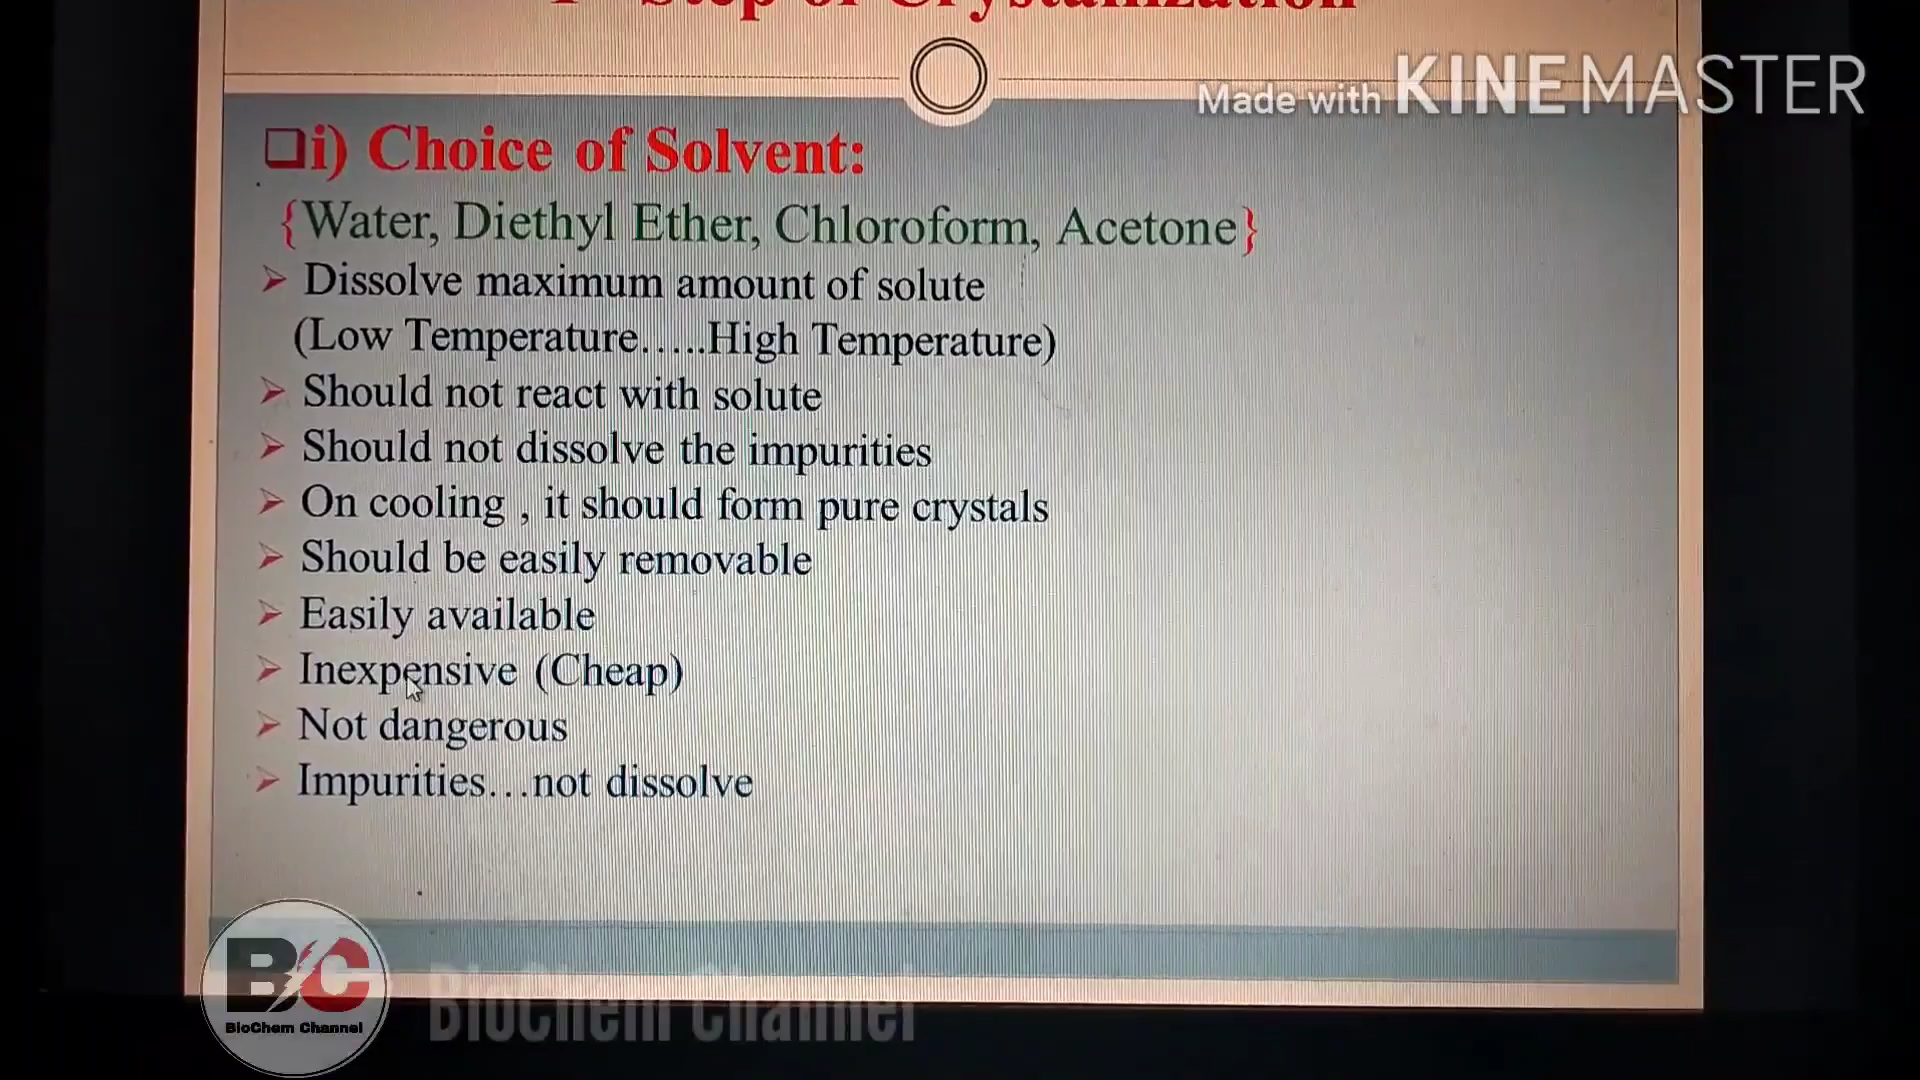 Step of Crystallization
Made with KINEMASTER
i) Choice of Solvent:
{Water, Diethyl Ether, Chloroform, Acetone}
➢ Dissolve maximum amount of solute
(Low Temperature.....High Temperature)
➢ Should not react with solute
➢ Should not dissolve the impurities
➢ On cooling , it should form pure crystals
➢ Should be easily removable
➢ Easily available
➢ Inexpensive (Cheap)
➢ Not dangerous
➢ Impurities...not dissolve
BC
BioChem Channel
BioChem Channel